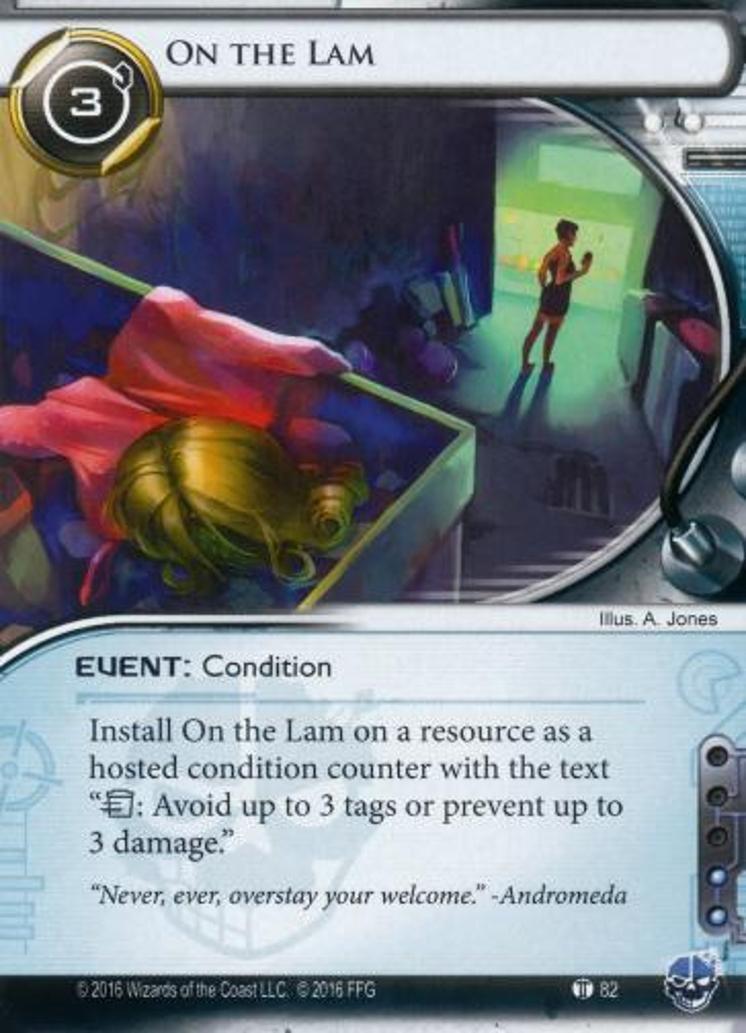 On the Lam
3
Illus. A. Jones
EVENT: Condition
Install On the Lam on a resource as a
hosted condition counter with the text
“: Avoid up to 3 tags or prevent up to
3 damage.”
“Never, ever, overstay your welcome.” -Andromeda
© 2016 Wizards of the Coast LLC. © 2016 FFG
82